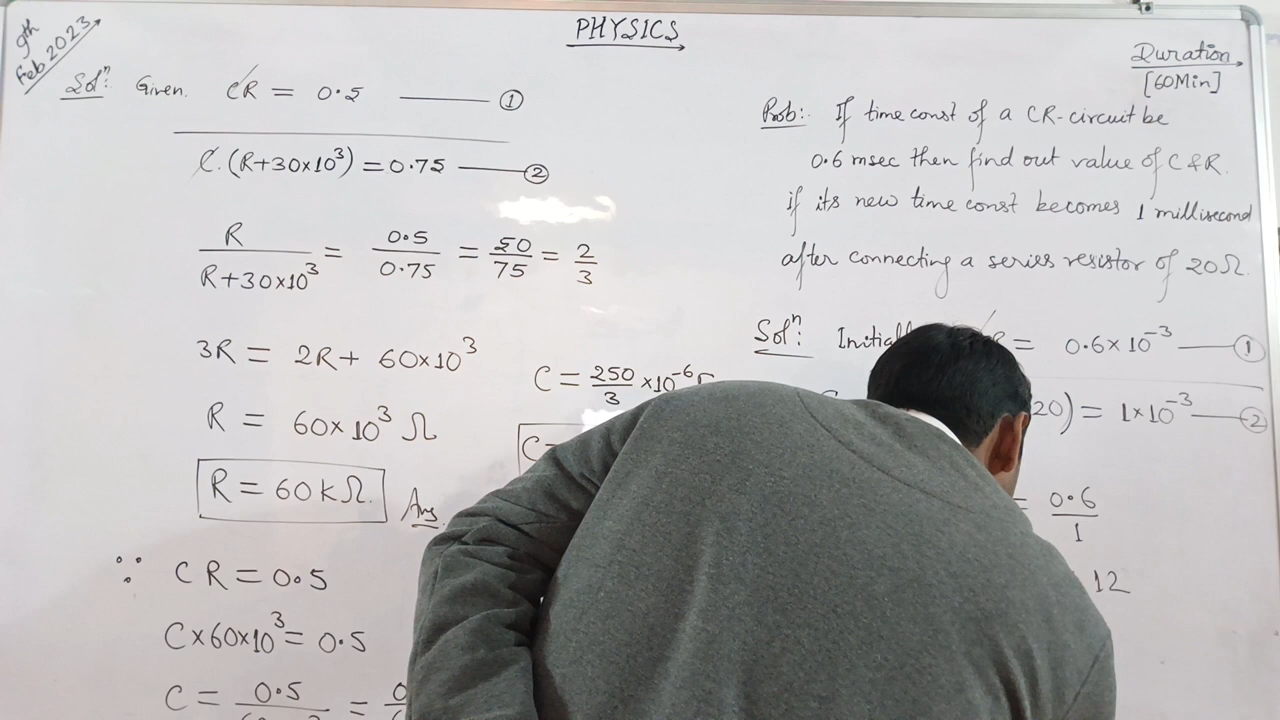 PHYSICS
9th
Feb 2023
Duration
[60Min]
Solⁿ: Given. CR = 0.5 —— ①
C.(R+30×10³) = 0.75 —— ②
R / R+30×10³ = 0.5 / 0.75 = 50 / 75 = 2 / 3
3R = 2R + 60×10³
R = 60×10³ Ω
R = 60kΩ. Ans.
∵ CR = 0.5
C×60×10³ = 0.5
C = 0.5
C = 250 / 3 ×10⁻⁶
C =
Prob:. If time const of a CR-circuit be
0.6 msec then find out value of C & R.
if its new time const becomes 1 millisecond
after connecting a series resistor of 20Ω.
Solⁿ: = 0.6×10⁻³ —— ①
20) = 1×10⁻³ —— ②
= 0.6 / 1
12